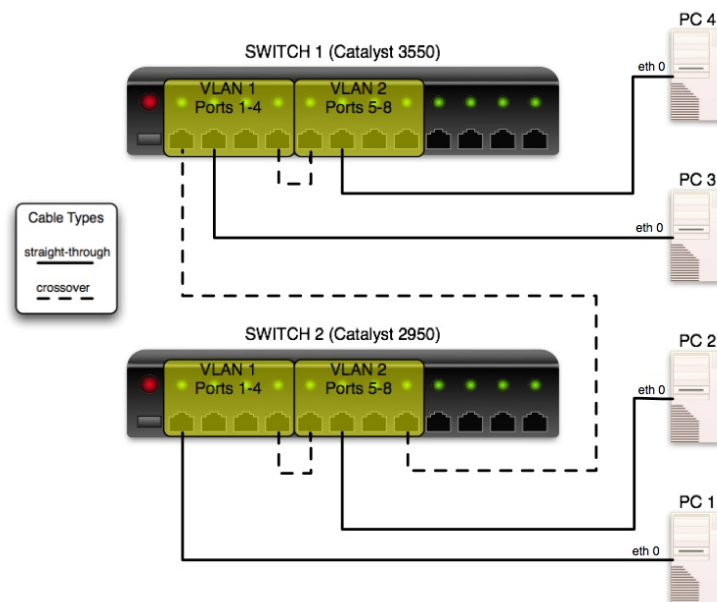 PC 4
SWITCH 1 (Catalyst 3550)
eth 0
VLAN 1
Ports 1-4
VLAN 2
Ports 5-8
PC 3
eth 0
Cable Types
straight-through
crossover
SWITCH 2 (Catalyst 2950)
PC 2
eth 0
VLAN 1
Ports 1-4
VLAN 2
Ports 5-8
PC 1
eth 0